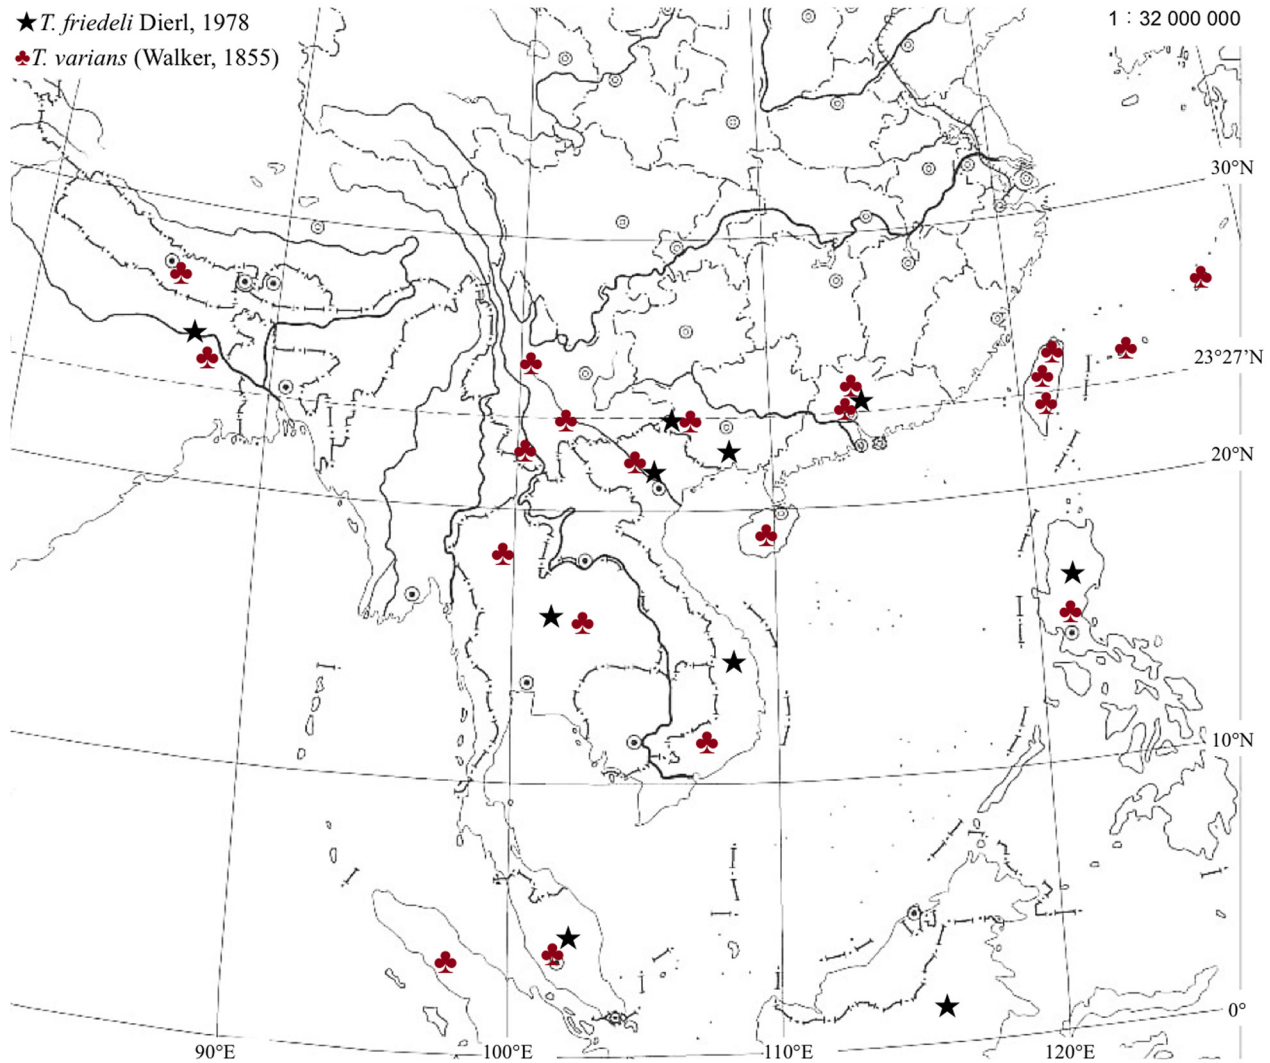 ★T. friedeli Dierl, 1978
♣T. varians (Walker, 1855)
1 : 32 000 000
30°N
23°27'N
20°N
10°N
0°
90°E
100°E
110°E
120°E